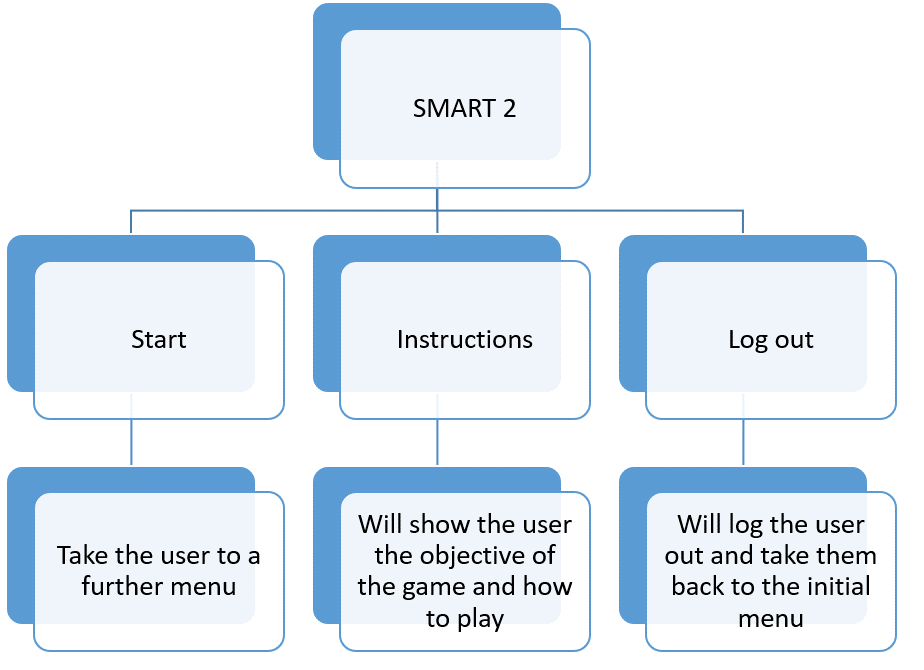 SMART 2
Start
Instructions
Log out
Take the user to a
further menu
Will show the user
the objective of
the game and how
to play
Will log the user
out and take them
back to the initial
menu